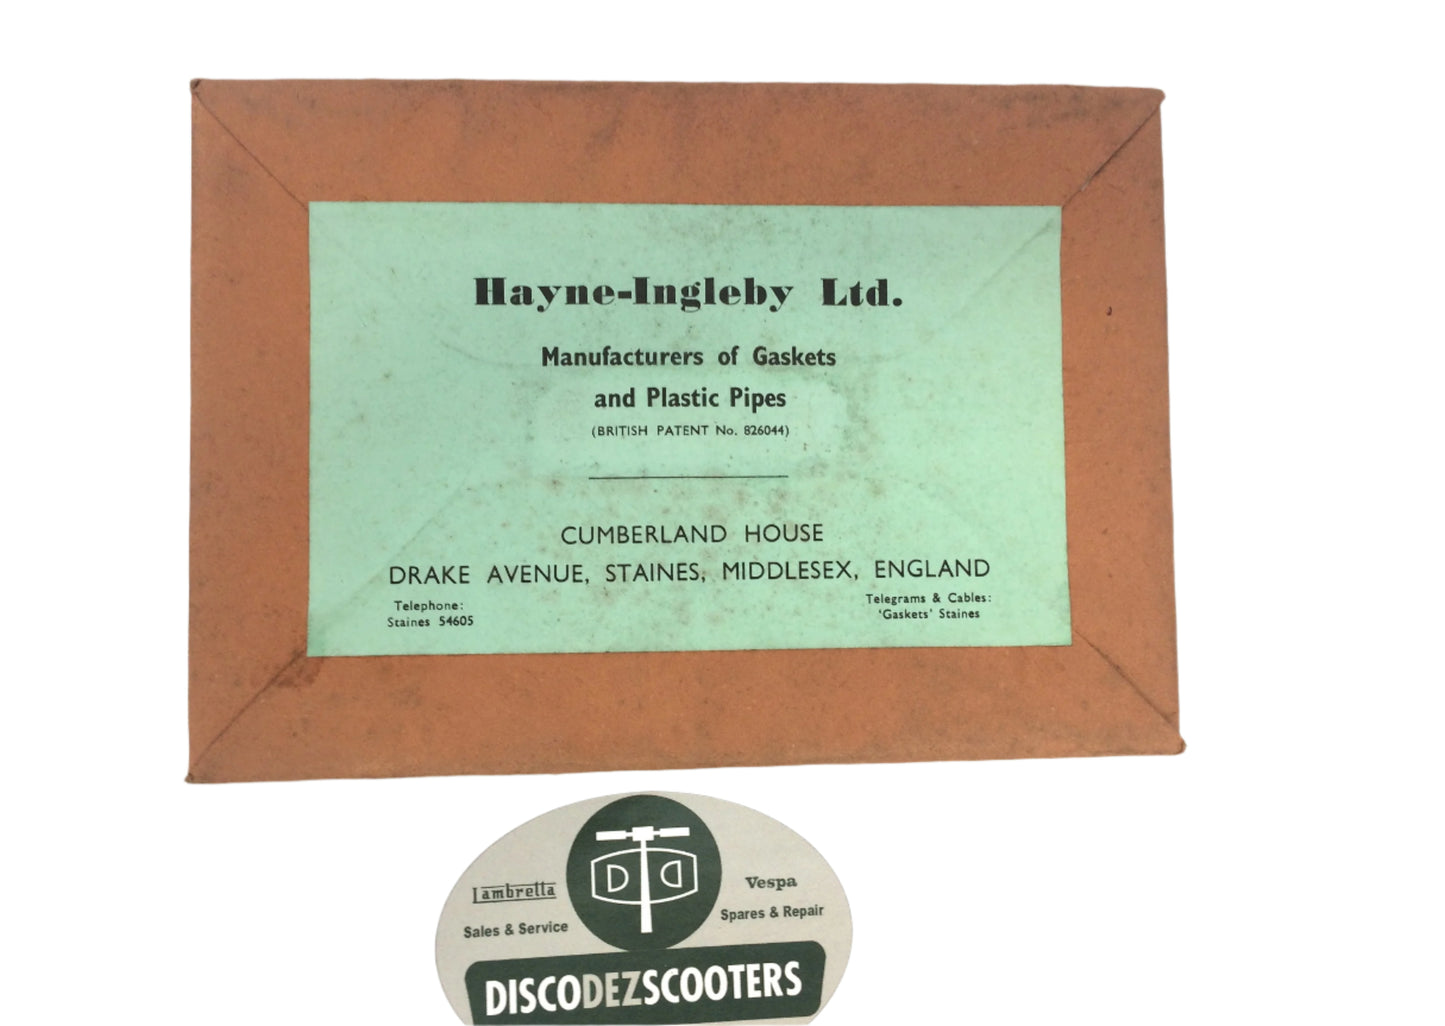 Hayne-Ingleby Ltd.
Manufacturers of Gaskets
and Plastic Pipes
(BRITISH PATENT No. 826044)
CUMBERLAND HOUSE
DRAKE AVENUE, STAINES, MIDDLESEX, ENGLAND
Telephone:
Staines 54605
Telegrams & Cables:
'Gaskets' Staines
Lambretta
Sales & Service
D D
Vespa
Spares & Repair
DISCODEZSCOOTERS